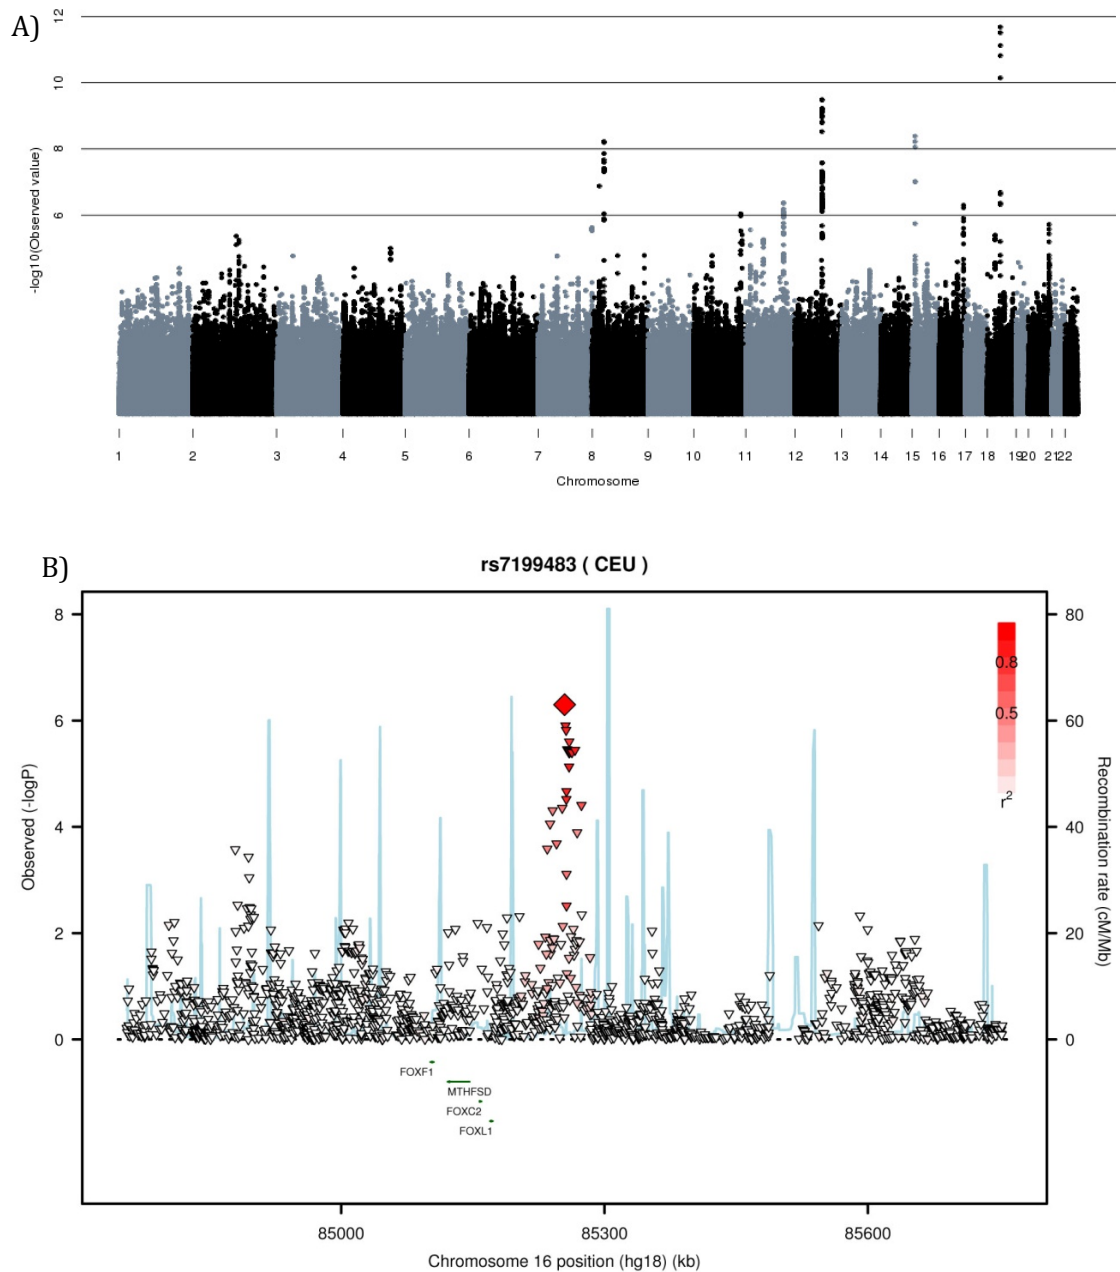 A)
12
10
8
6
-log10(Observed value)
1 2 3 4 5 6 7 8 9 10 11 12 13 14 15 16 17 18 19 20 21 22
Chromosome
B)
rs7199483 ( CEU )
8
6
4
2
0
Observed (-logP)
80
60
40
20
0
Recombination rate (cM/Mb)
0.8
0.5
r²
FOXF1
MTHFSD
FOXC2
FOXL1
85000 85300 85600
Chromosome 16 position (hg18) (kb)